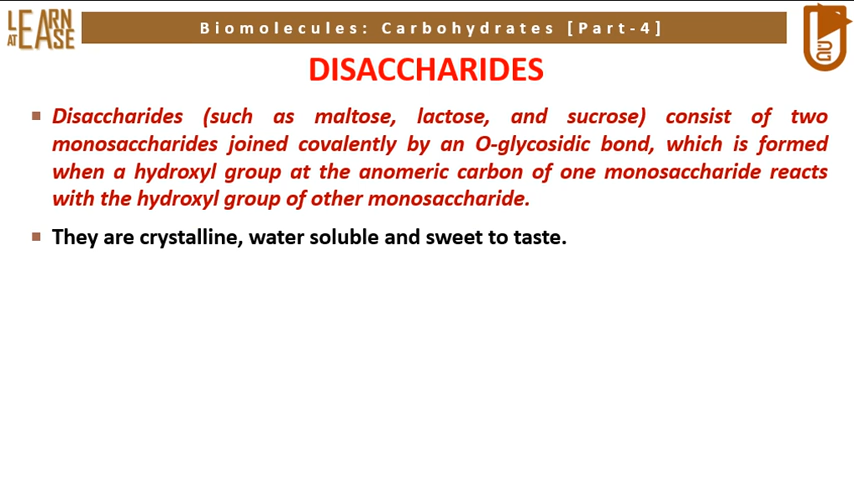 LEARN
AT EASE
Biomolecules: Carbohydrates [Part-4]
DISACCHARIDES
Disaccharides (such as maltose, lactose, and sucrose) consist of two
monosaccharides joined covalently by an O-glycosidic bond, which is formed
when a hydroxyl group at the anomeric carbon of one monosaccharide reacts
with the hydroxyl group of other monosaccharide.
They are crystalline, water soluble and sweet to taste.